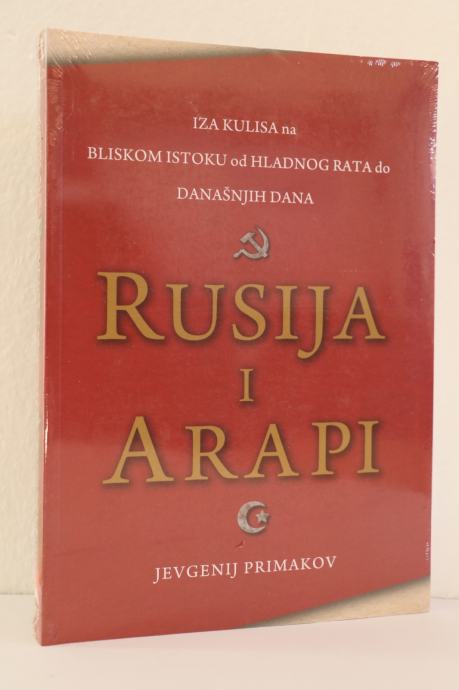 IZA KULISA na
BLISKOM ISTOKU od HLADNOG RATA do
DANAŠNJIH DANA
RUSIJA
I
ARAPI
JEVGENIJ PRIMAKOV